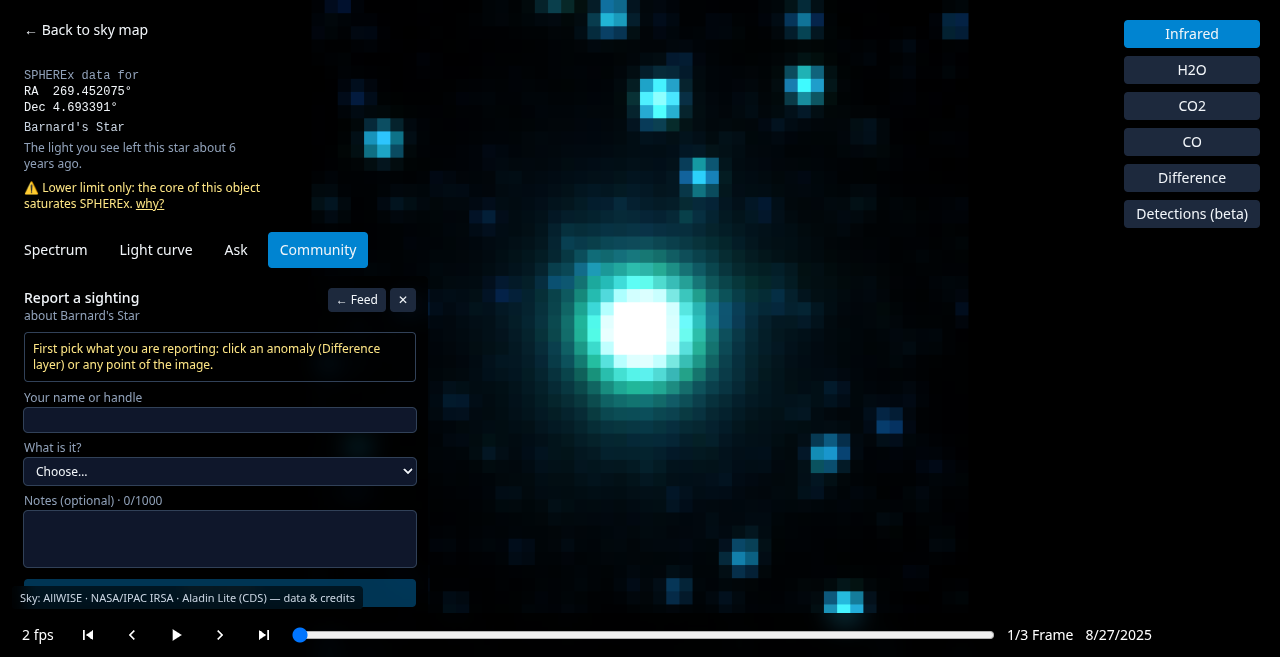 ← Back to sky map
SPHEREx data for
RA 269.452075°
Dec 4.693391°
Barnard's Star
The light you see left this star about 6
years ago.
⚠️ Lower limit only: the core of this object
saturates SPHEREx. why?
Spectrum
Light curve
Ask
Community
Report a sighting
← Feed
✕
about Barnard's Star
First pick what you are reporting: click an anomaly (Difference
layer) or any point of the image.
Your name or handle
What is it?
Choose...
Notes (optional) · 0/1000
Sky: AllWISE · NASA/IPAC IRSA · Aladin Lite (CDS) — data & credits
2 fps
1/3 Frame
8/27/2025
Infrared
H2O
CO2
CO
Difference
Detections (beta)